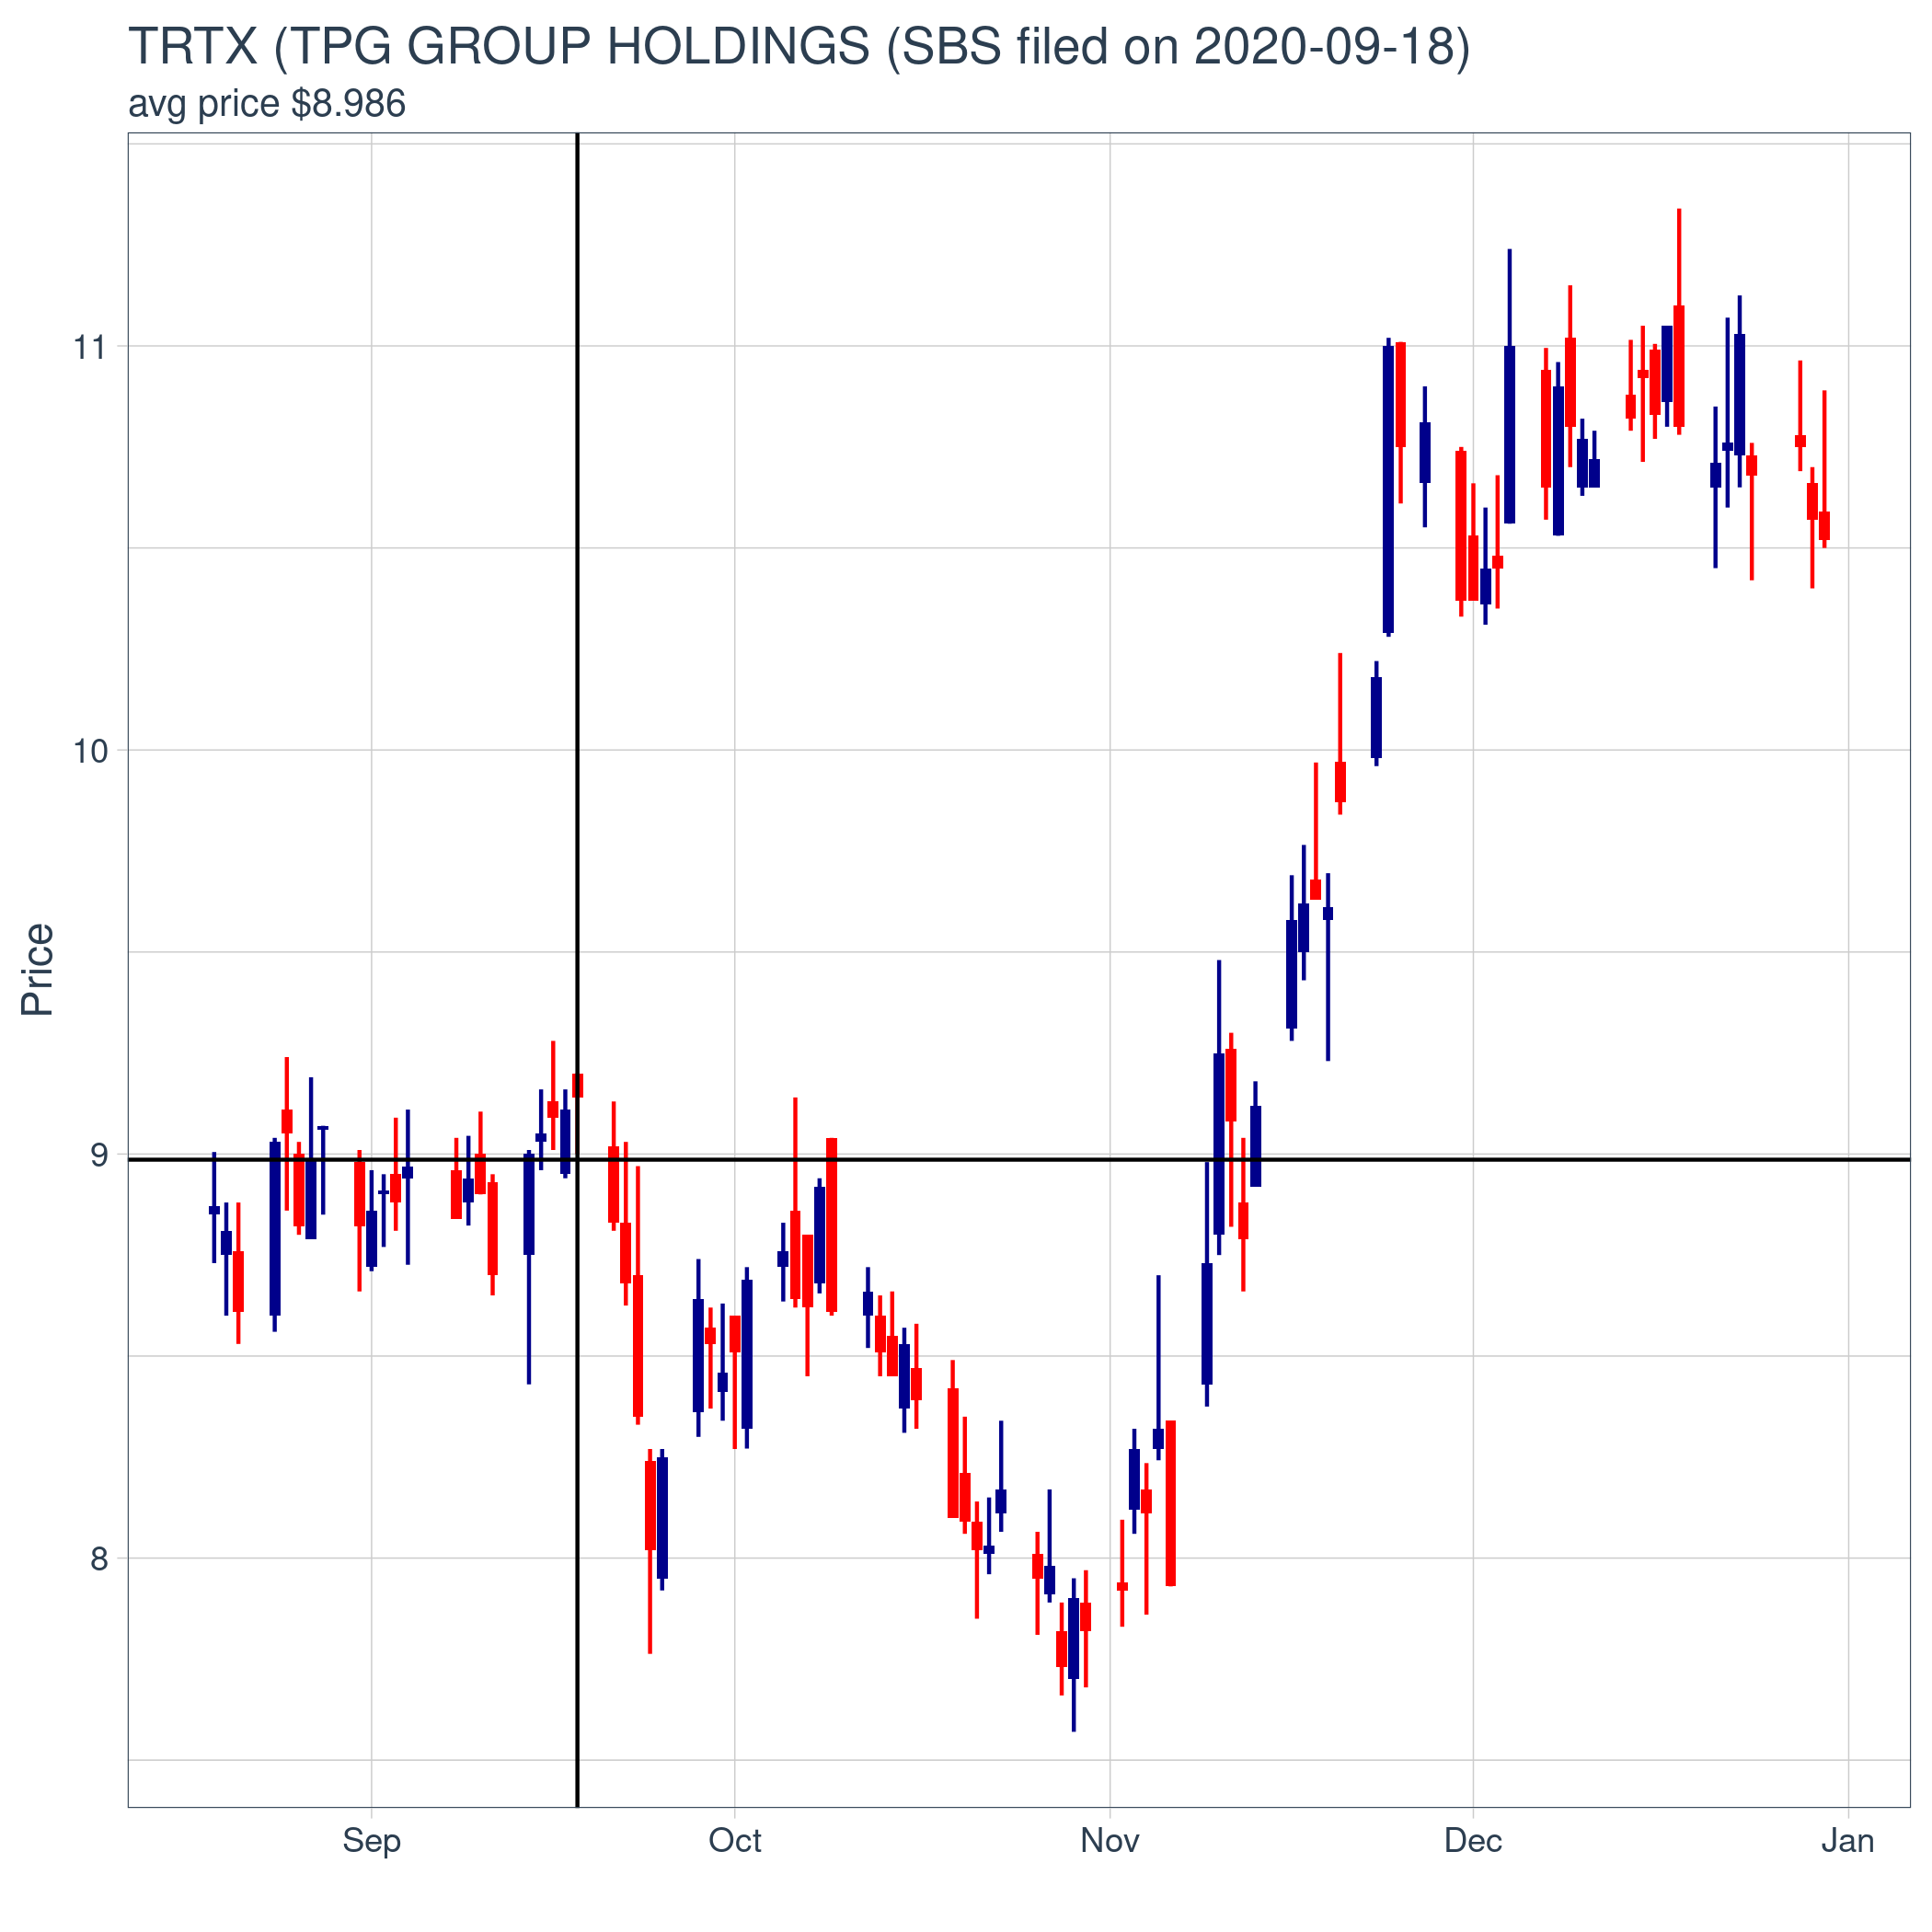 TRTX (TPG GROUP HOLDINGS (SBS filed on 2020-09-18)
avg price $8.986
11
10
9
8
Price
Sep Oct Nov Dec Jan